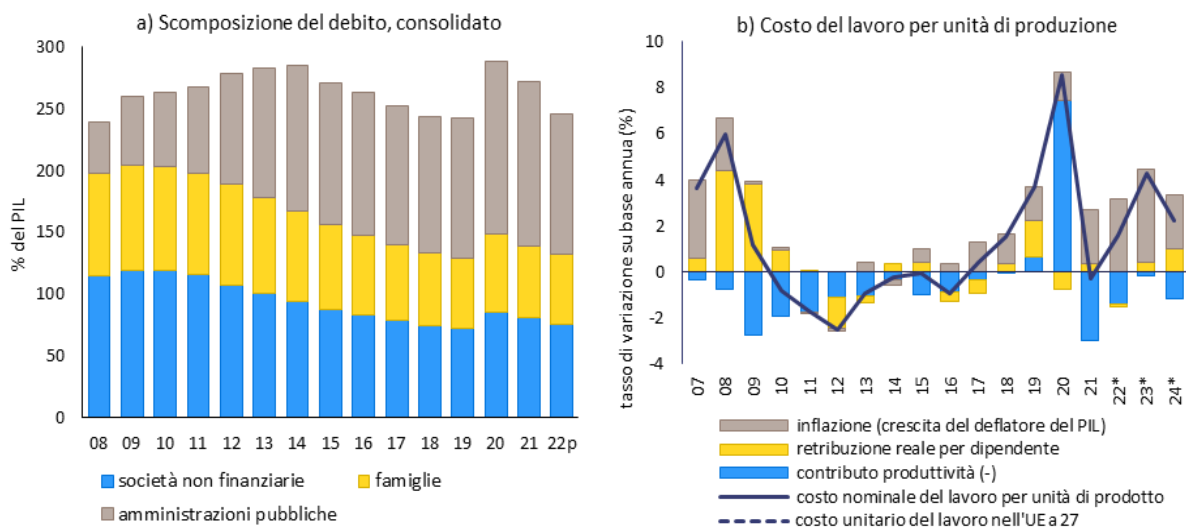 a) Scomposizione del debito, consolidato
% del PIL
300
250
200
150
100
50
0
08 09 10 11 12 13 14 15 16 17 18 19 20 21 22p
società non finanziarie
famiglie
amministrazioni pubbliche
b) Costo del lavoro per unità di produzione
tasso di variazione su base annua (%)
10
8
6
4
2
0
-2
-4
07 08 09 10 11 12 13 14 15 16 17 18 19 20 21 22* 23* 24*
inflazione (crescita del deflatore del PIL)
retribuzione reale per dipendente
contributo produttività (-)
costo nominale del lavoro per unità di prodotto
costo unitario del lavoro nell'UE a 27